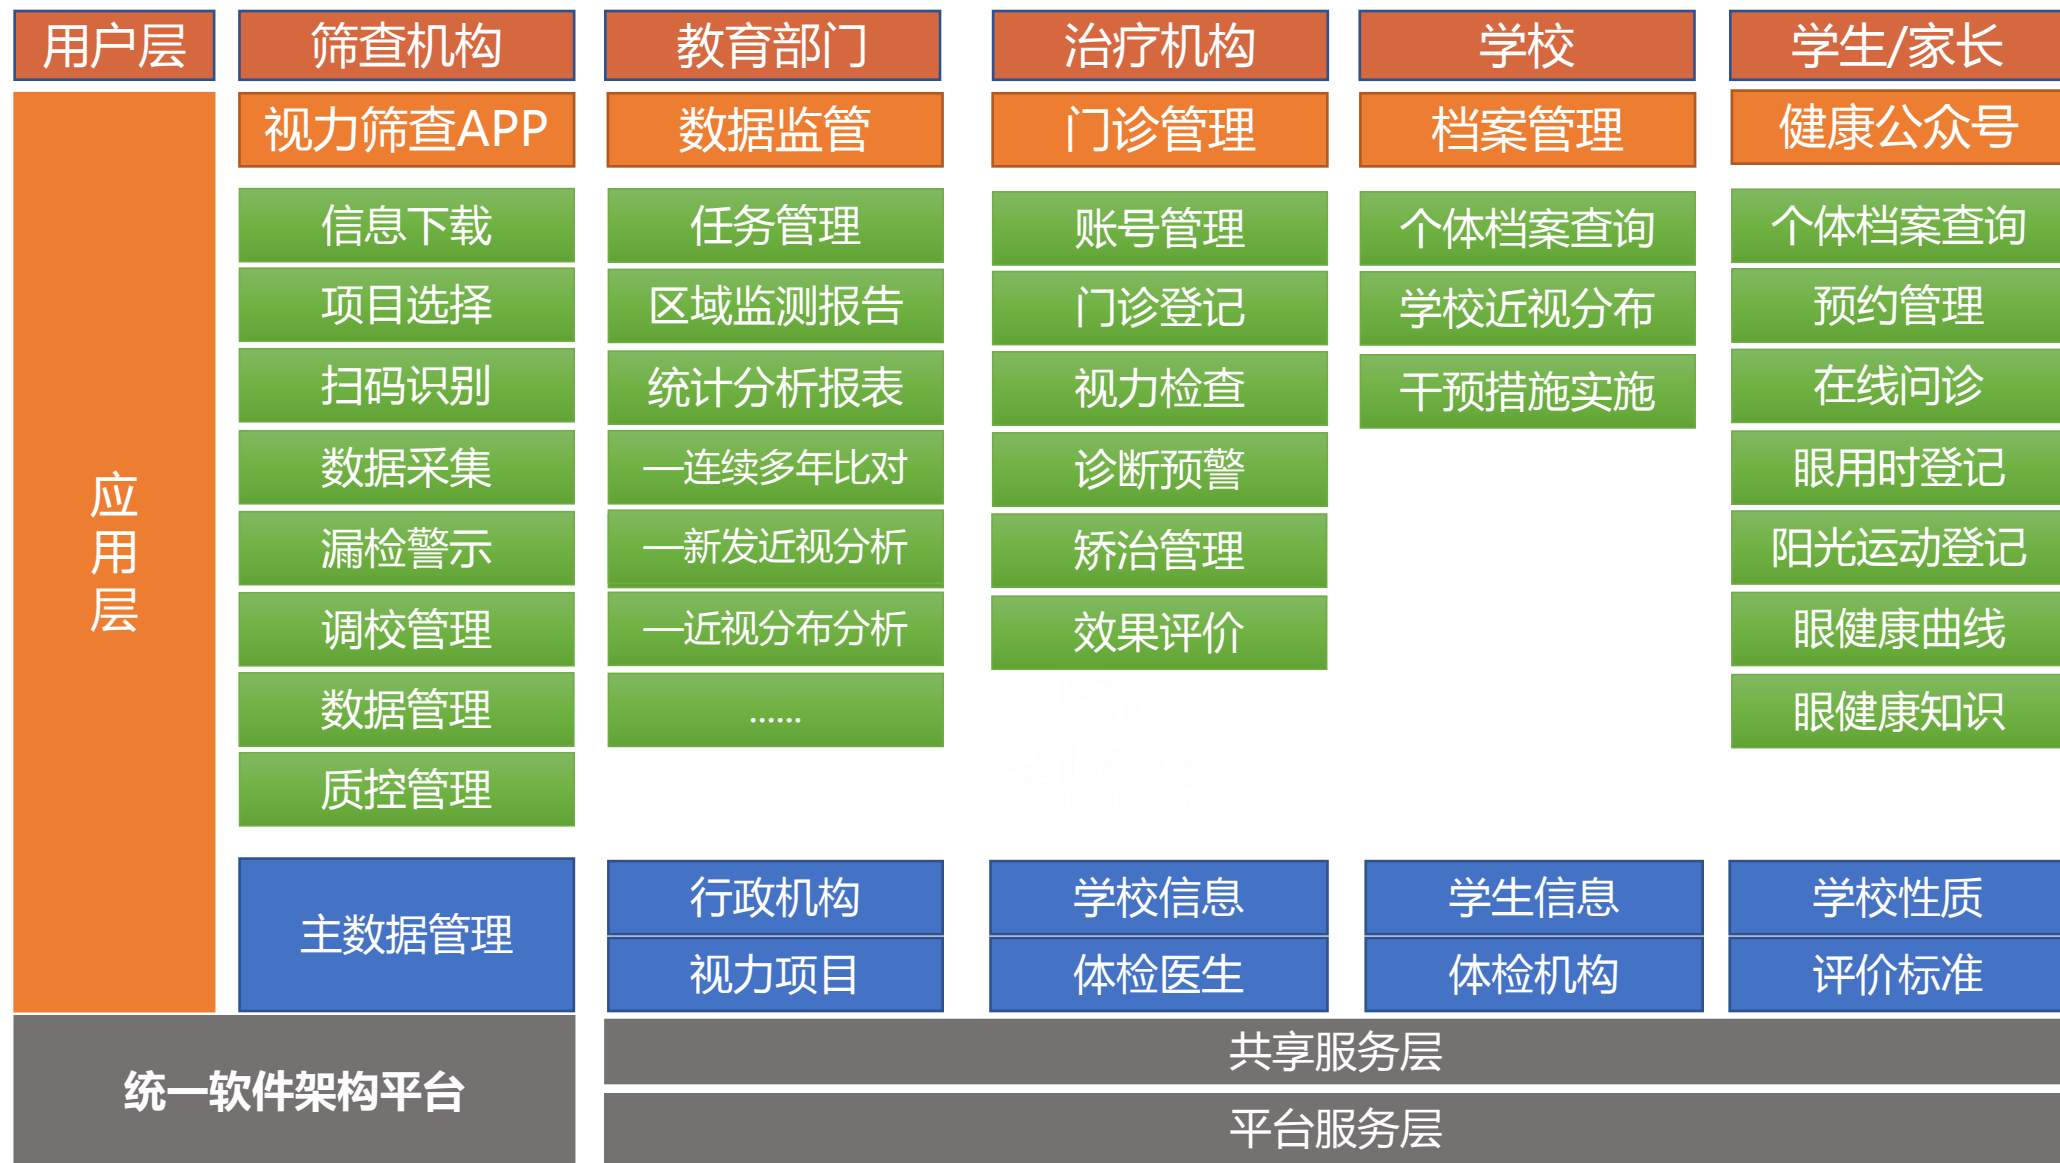 用户层
筛查机构
教育部门
治疗机构
学校
学生/家长
应用层
视力筛查APP
数据监管
门诊管理
档案管理
健康公众号
信息下载
项目选择
扫码识别
数据采集
漏检警示
调校管理
数据管理
质控管理
任务管理
区域监测报告
统计分析报表
—连续多年比对
—新发近视分析
—近视分布分析
......
账号管理
门诊登记
视力检查
诊断预警
矫治管理
效果评价
个体档案查询
学校近视分布
干预措施实施
个体档案查询
预约管理
在线问诊
眼用时登记
阳光运动登记
眼健康曲线
眼健康知识
主数据管理
行政机构
学校信息
学生信息
学校性质
视力项目
体检医生
体检机构
评价标准
统一软件架构平台
共享服务层
平台服务层